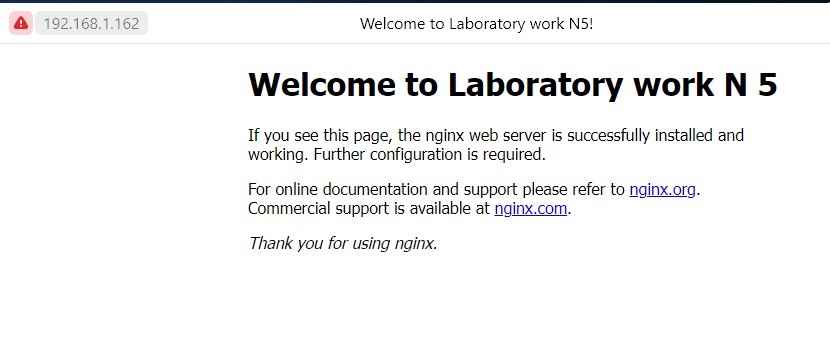 192.168.1.162
Welcome to Laboratory work N5!
Welcome to Laboratory work N 5
If you see this page, the nginx web server is successfully installed and
working. Further configuration is required.
For online documentation and support please refer to nginx.org.
Commercial support is available at nginx.com.
Thank you for using nginx.